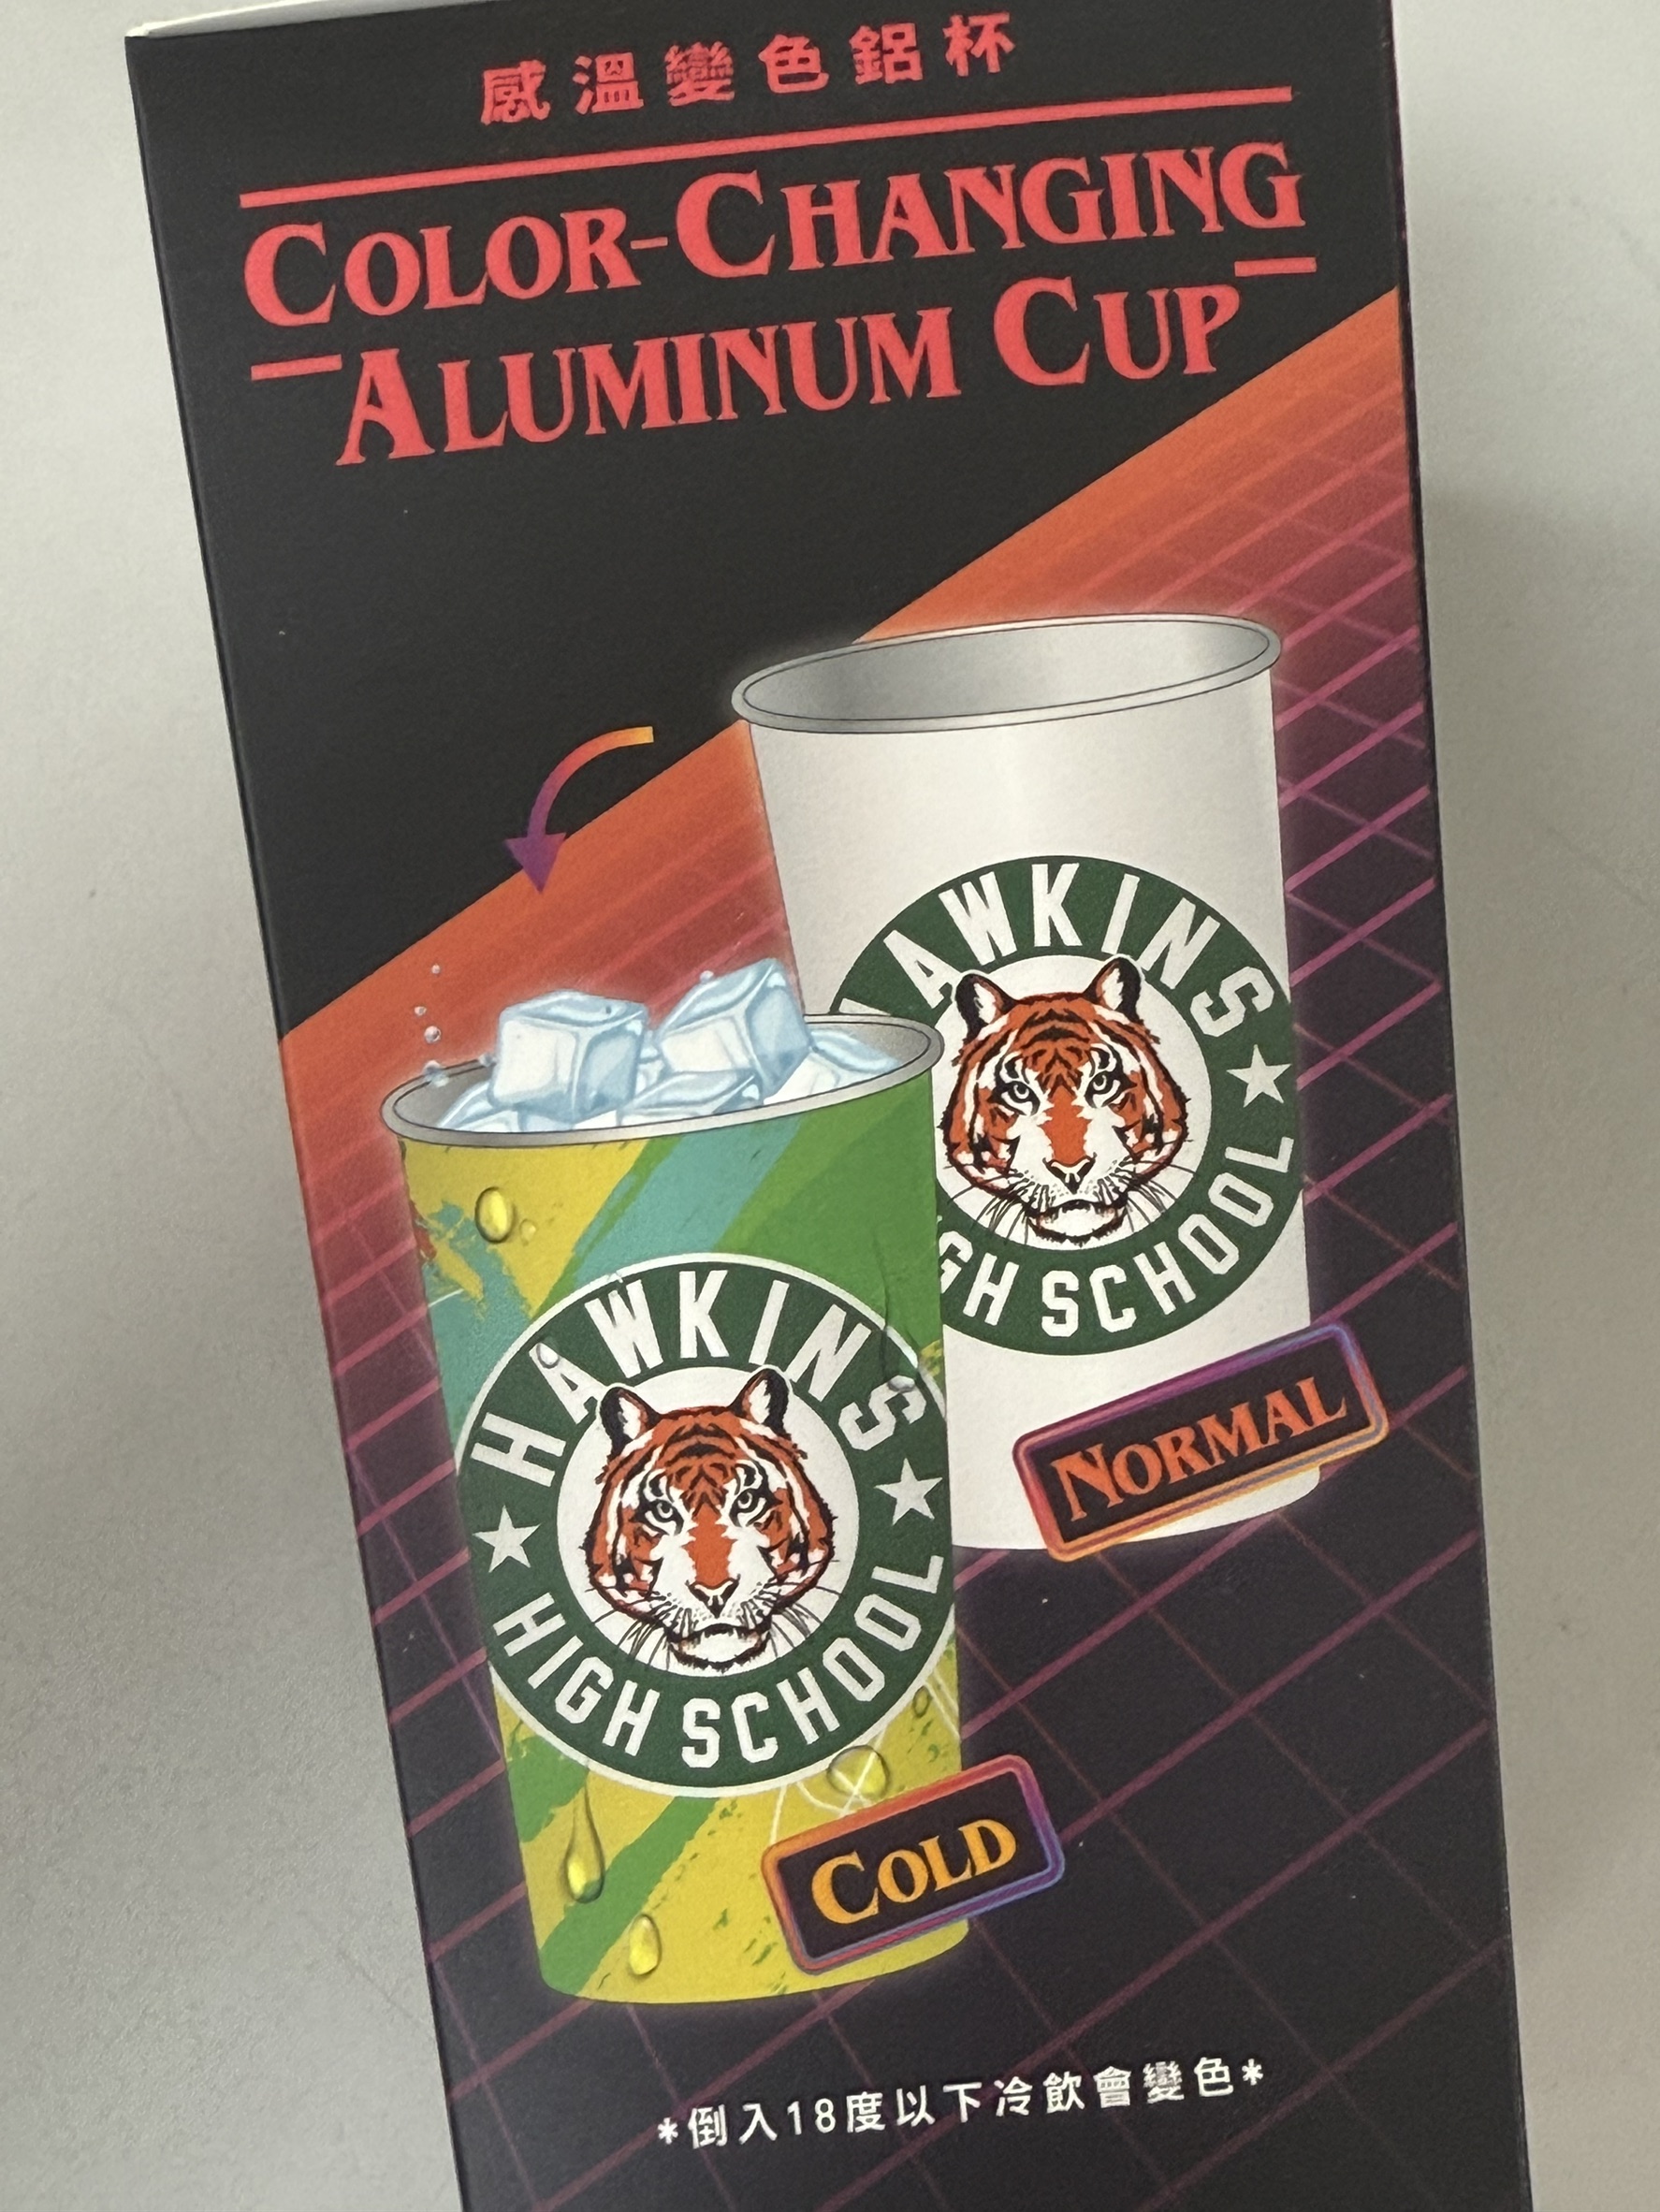 感溫變色鋁杯
COLOR-CHANGING
ALUMINUM CUP
HAWKINS
HIGH SCHOOL
NORMAL
HAWKINS
HIGH SCHOOL
COLD
*倒入18度以下冷飲會變色*